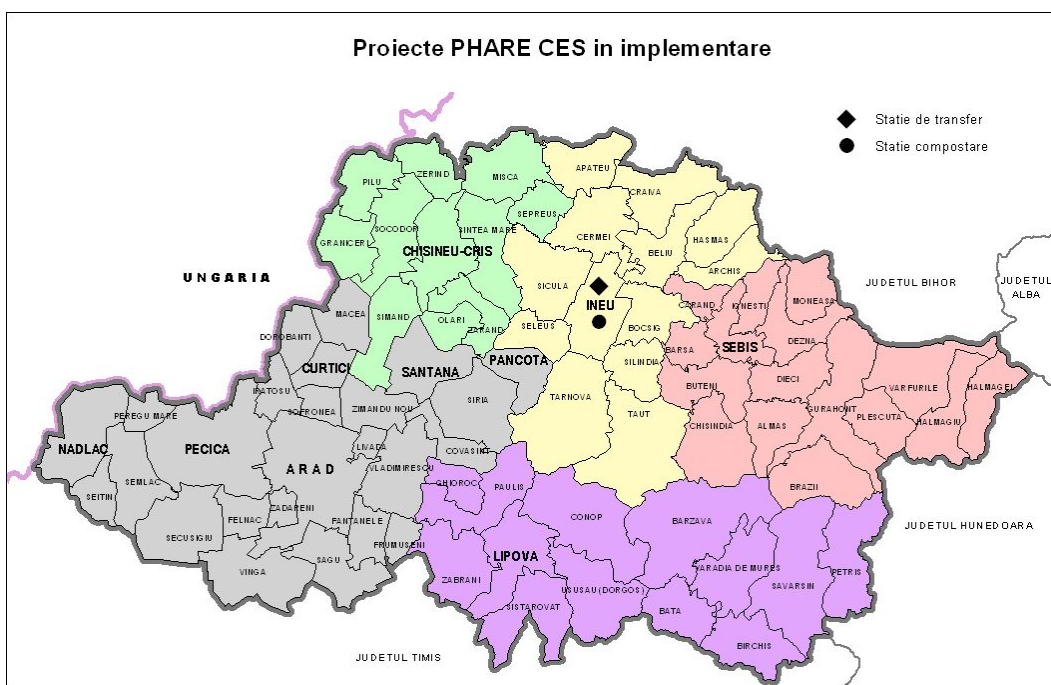 Proiecte PHARE CES in implementare
Statie de transfer
Statie compostare
UNGARIA
JUDETUL BIHOR
JUDETUL
ALBA
JUDETUL HUNEDOARA
JUDETUL TIMIS
PILU
ZERIND
MISCA
SEPREUS
SOCODOR
SINTEA MARE
GRANICERI
CHISINEU-CRIS
SIMAND
OLARI
ZARAND
APATEU
CRAIVA
CERMEI
BELIU
HASMAS
ARCHIS
SICULA
INEU
SELEUS
BOCSIG
SILINDIA
TARNOVA
TAUT
CARAND
IGNESTI
MONEASA
BARSA
SEBIS
DEZNA
BUTENI
DIECI
CHISINDIA
ALMAS
GURAHONT
VARFURILE
PLESCUTA
HALMAGIU
HALMAGEL
BRAZII
MACEA
DOROBANTI
CURTICI
SANTANA
PANCOTA
IRATOSU
SOFRONEA
ZIMANDU NOU
SIRIA
PEREGU MARE
NADLAC
PECICA
ARAD
LIVADA
VLADIMIRESCU
COVASINT
SEITIN
SEMLAC
ZADARENI
FELNAC
FANTANELE
SECUSIGIU
FRUMUSENI
VINGA
SAGU
GHIOROC
PAULIS
CONOP
BARZAVA
LIPOVA
ZABRANI
USUSAU(DORGOS)
SISTAROVAT
VARADIA DE MURES
PETRIS
SAVARSIN
BATA
BIRCHIS